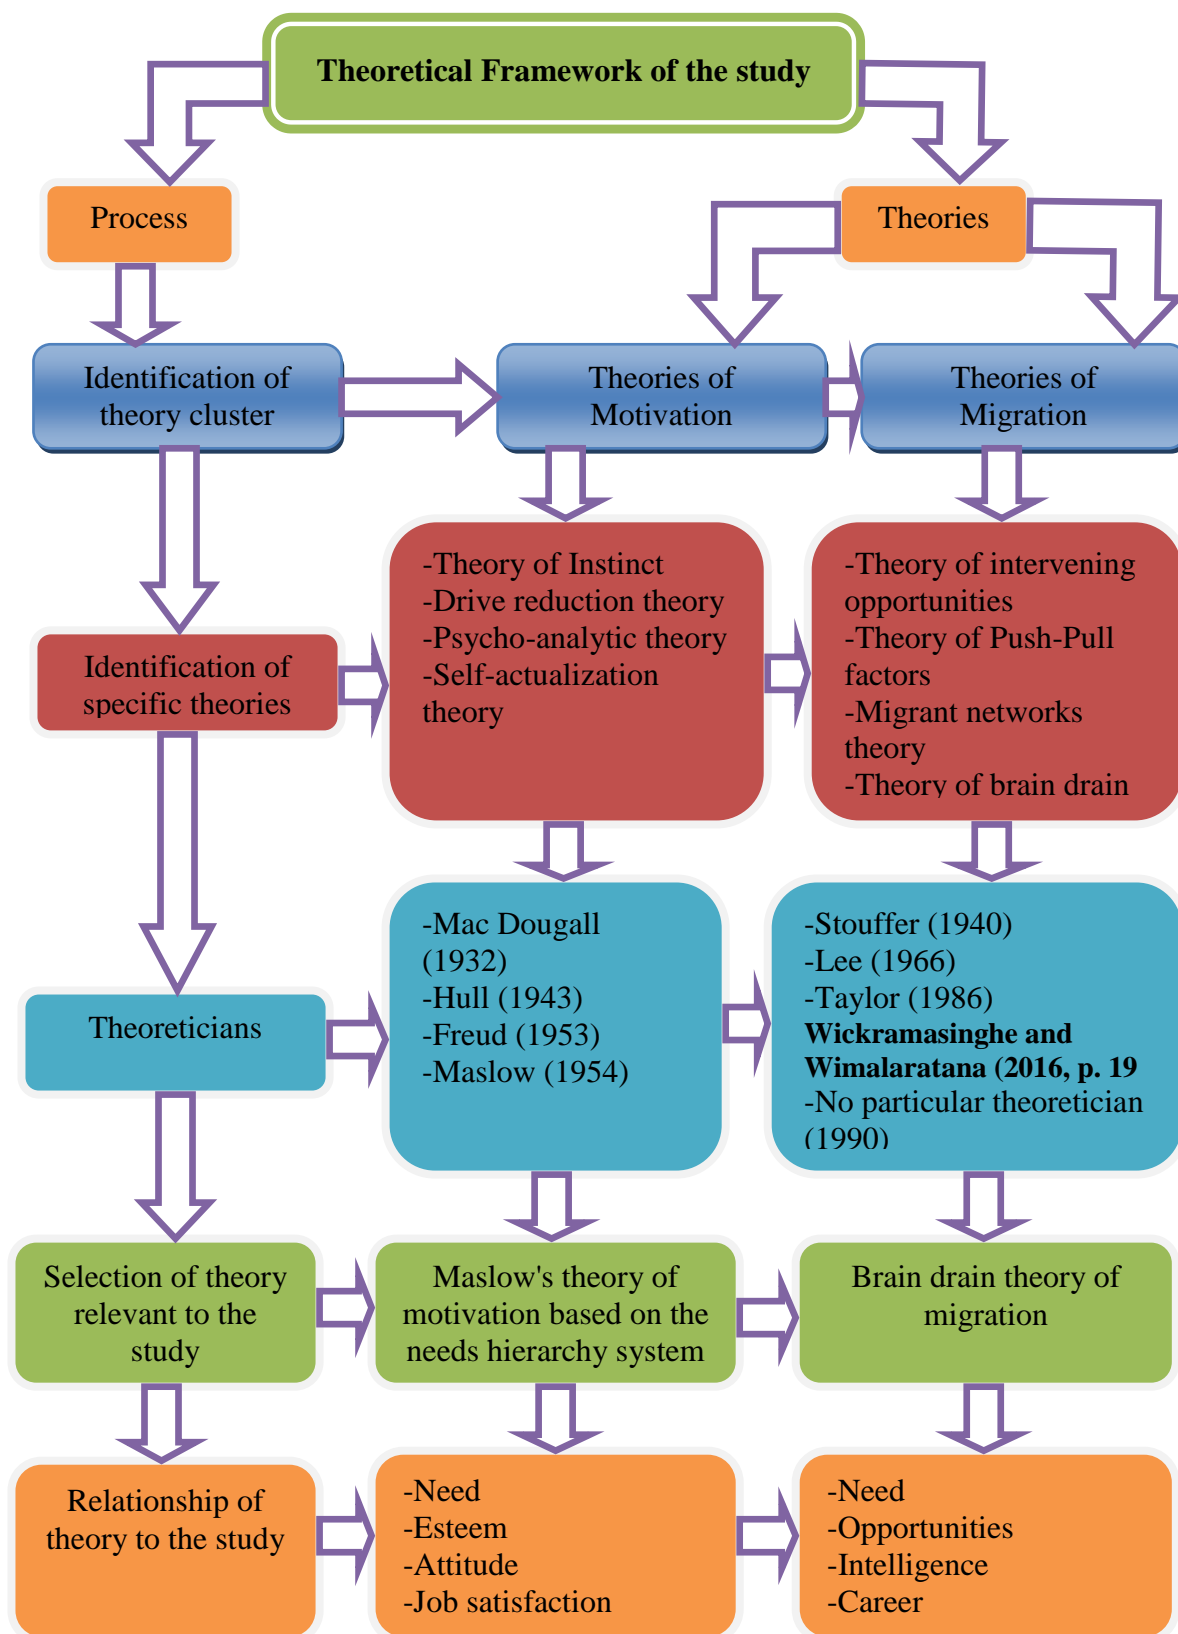 Theoretical Framework of the study
Process
Theories
Identification of
theory cluster
Theories of
Motivation
Theories of
Migration
Identification of
specific theories
-Theory of Instinct
-Drive reduction theory
-Psycho-analytic theory
-Self-actualization
theory
-Theory of intervening
opportunities
-Theory of Push-Pull
factors
-Migrant networks
theory
-Theory of brain drain
Theoreticians
-Mac Dougall
(1932)
-Hull (1943)
-Freud (1953)
-Maslow (1954)
-Stouffer (1940)
-Lee (1966)
-Taylor (1986)
Wickramasinghe and
Wimalaratana (2016, p. 19
-No particular theoretician
(1990)
Selection of theory
relevant to the
study
Maslow's theory of
motivation based on the
needs hierarchy system
Brain drain theory of
migration
Relationship of
theory to the study
-Need
-Esteem
-Attitude
-Job satisfaction
-Need
-Opportunities
-Intelligence
-Career